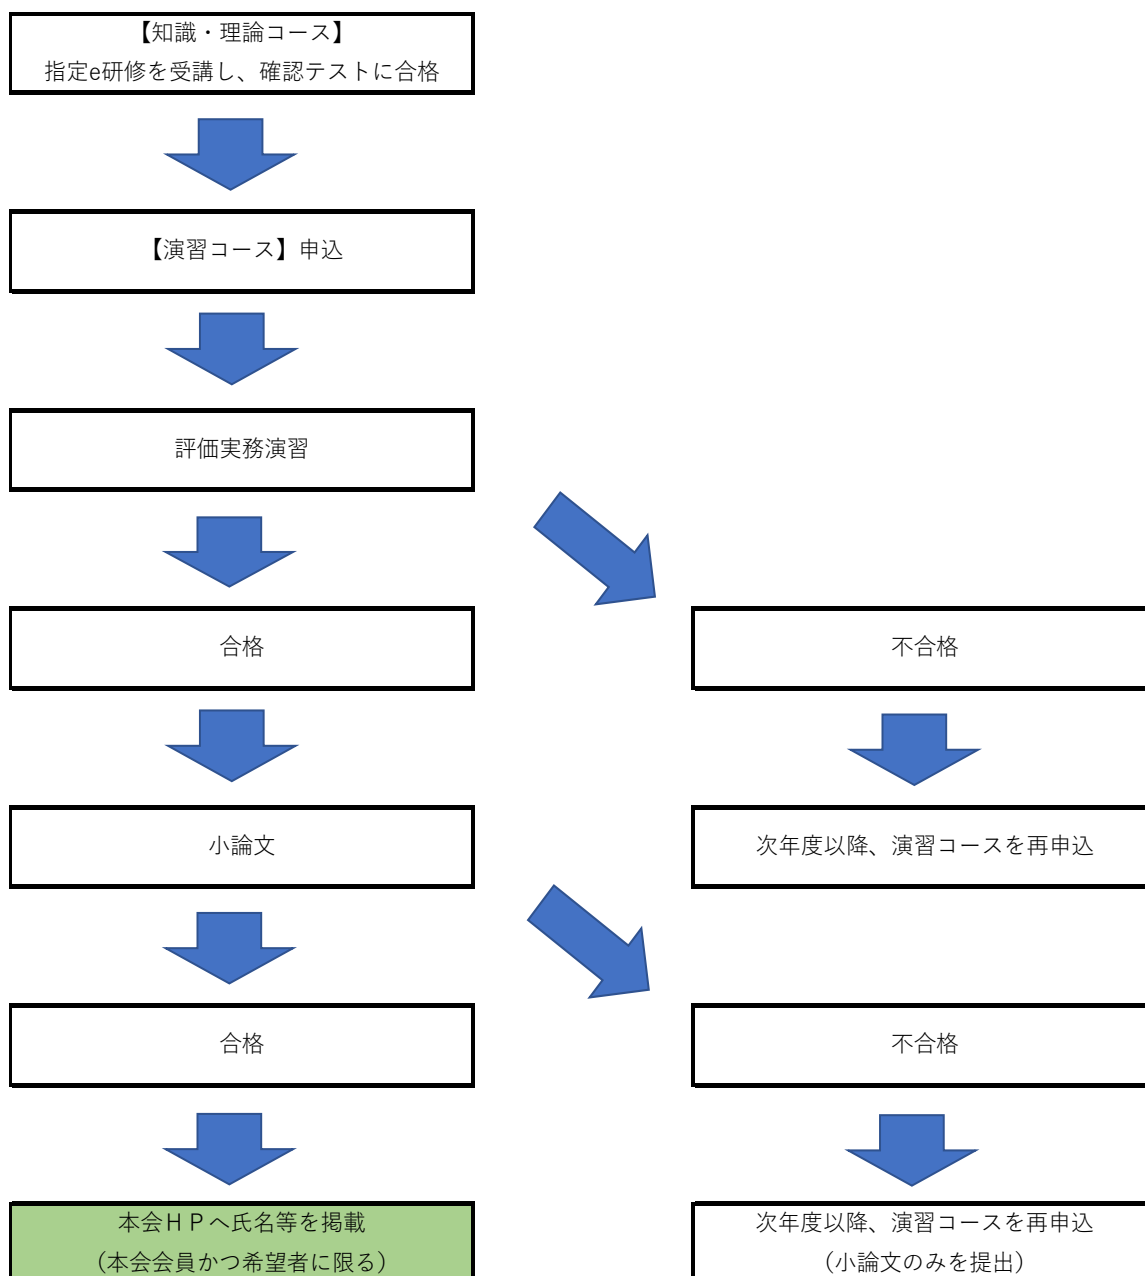 【知識・理論コース】
指定e研修を受講し、確認テストに合格
【演習コース】申込
評価実務演習
合格
不合格
小論文
次年度以降、演習コースを再申込
合格
不合格
本会ＨＰへ氏名等を掲載
（本会会員かつ希望者に限る）
次年度以降、演習コースを再申込
（小論文のみを提出）